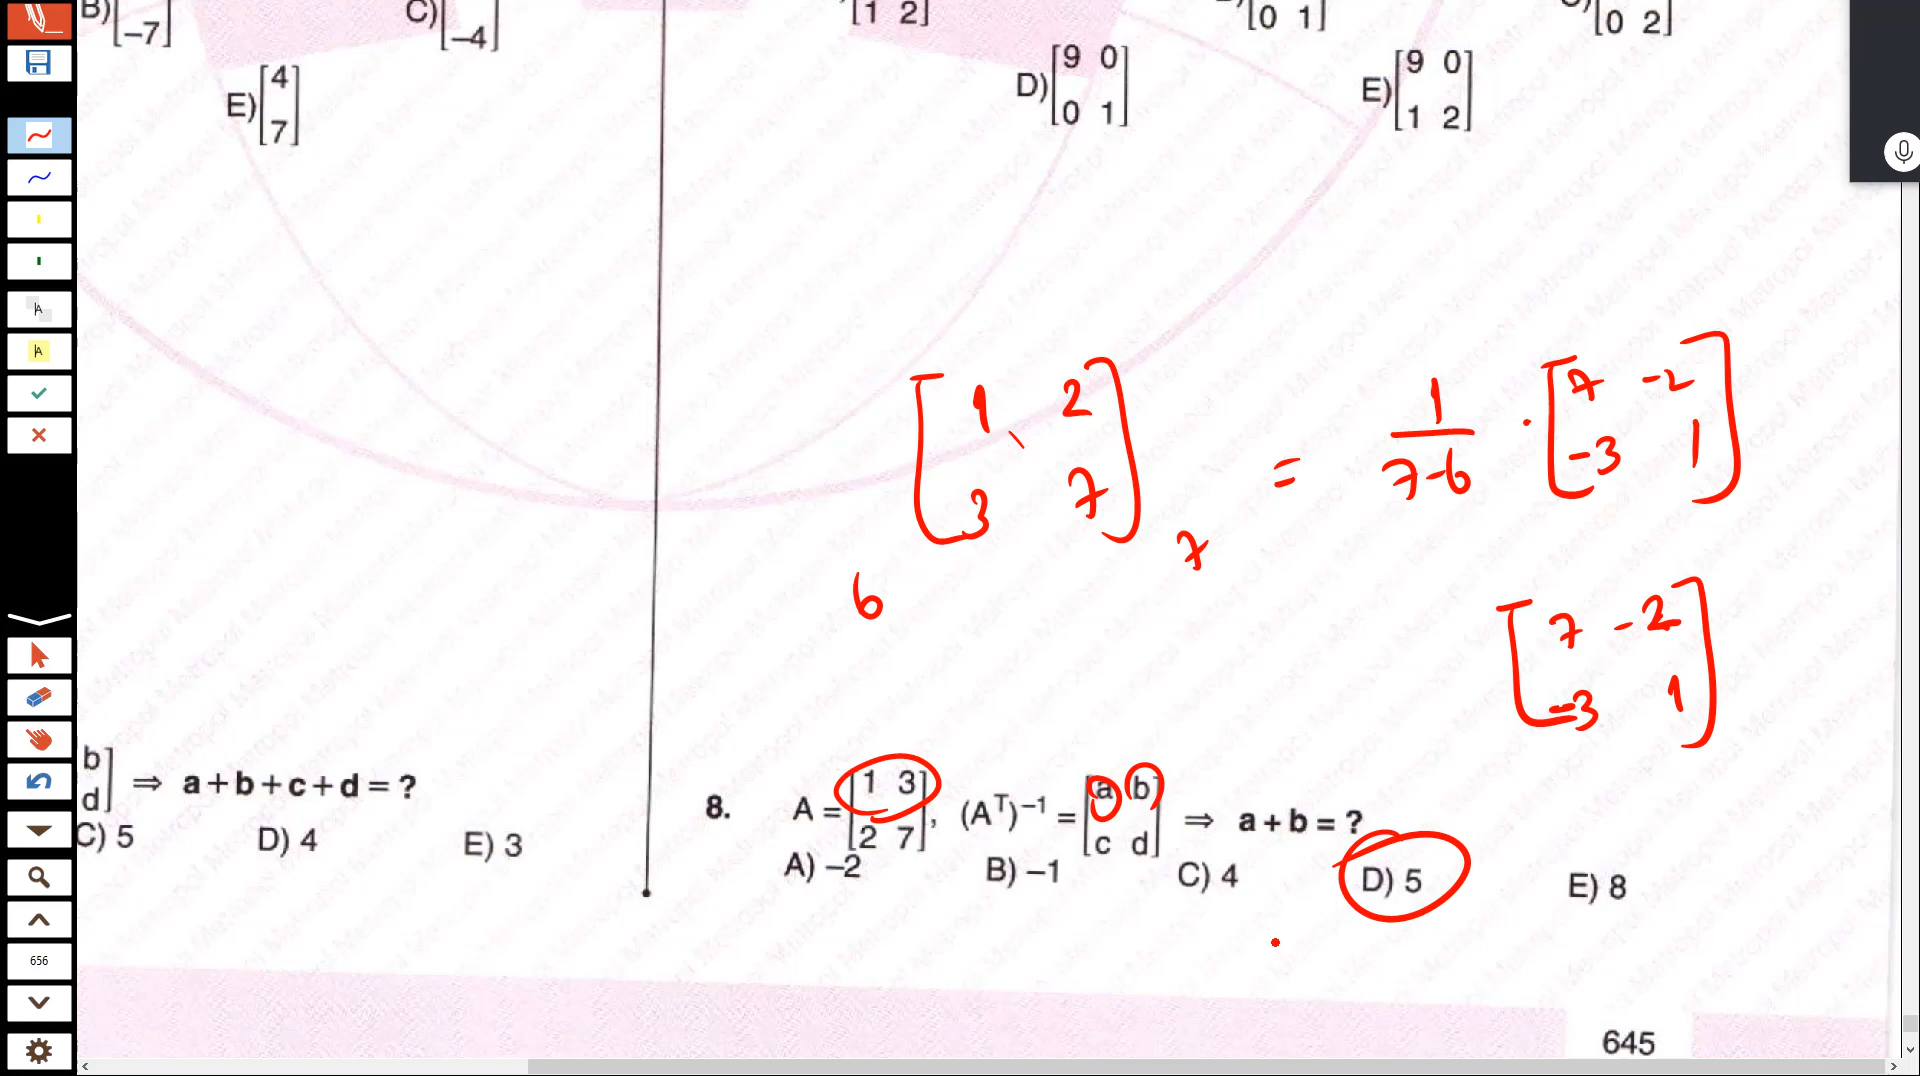 B) [–7]
C) [–4]
E) [4
7]
[1 2]
[0 1]
[0 2]
D) [9 0
0 1]
E) [9 0
1 2]
[1 2
3 7] = 1/7-6 · [7 -2
-3 1]
6
7
[7 -2
-3 1]
b
d] ⇒ a+b+c+d = ?
C) 5 D) 4 E) 3
8. A = [1 3
2 7], (Aᵀ)⁻¹ = [a b
c d] ⇒ a+b = ?
A) –2 B) –1 C) 4 D) 5 E) 8
645
656